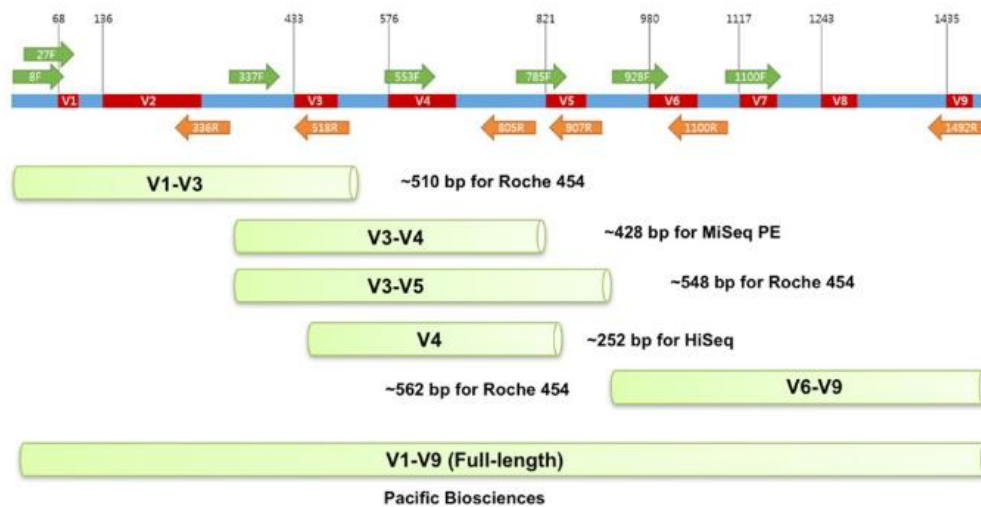 68 136 433 576 821 980 1117 1243 1435
27F
8F 337F 553F 785F 928F 1100F
V1 V2 V3 V4 V5 V6 V7 V8 V9
336R 518R 805R 907R 1100R 1492R
V1-V3 ~510 bp for Roche 454
V3-V4 ~428 bp for MiSeq PE
V3-V5 ~548 bp for Roche 454
V4 ~252 bp for HiSeq
~562 bp for Roche 454 V6-V9
V1-V9 (Full-length)
Pacific Biosciences